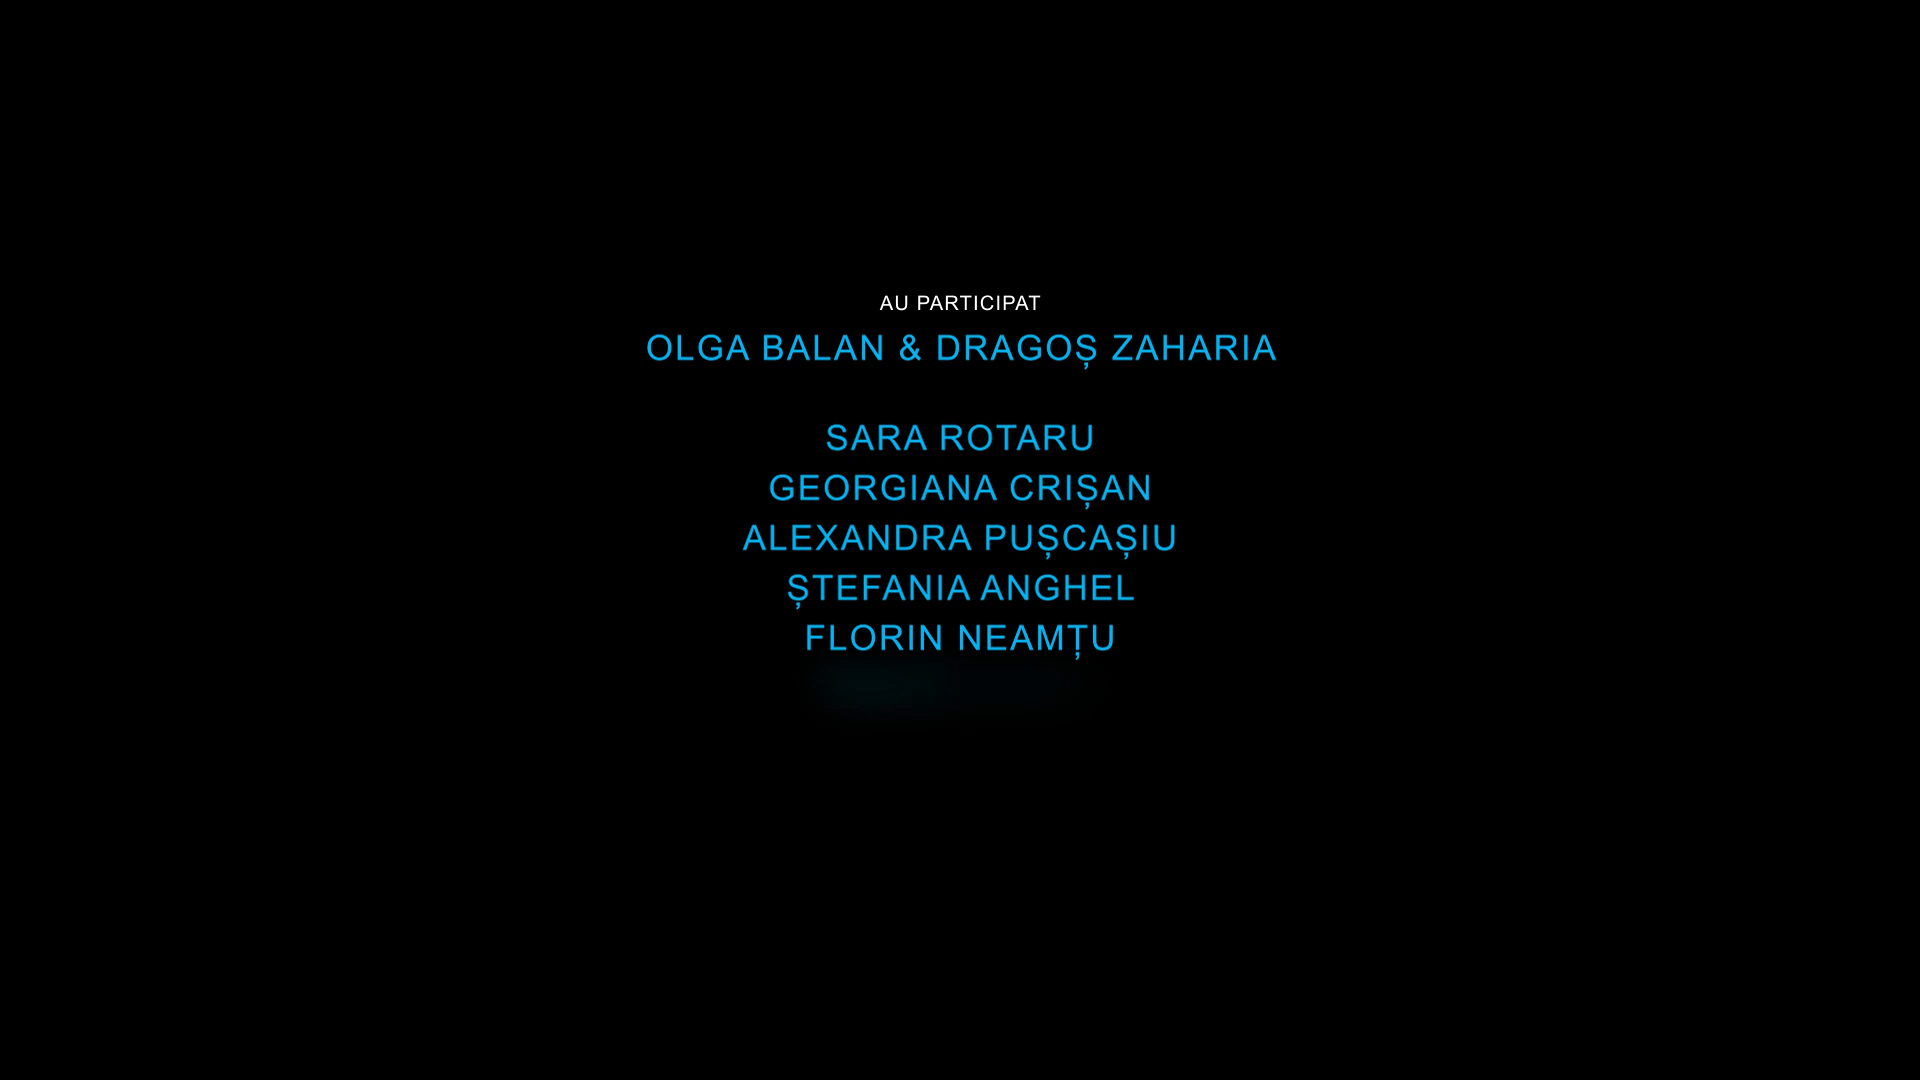 AU PARTICIPAT
OLGA BALAN & DRAGOȘ ZAHARIA
SARA ROTARU
GEORGIANA CRIȘAN
ALEXANDRA PUȘCAȘIU
ȘTEFANIA ANGHEL
FLORIN NEAMȚU